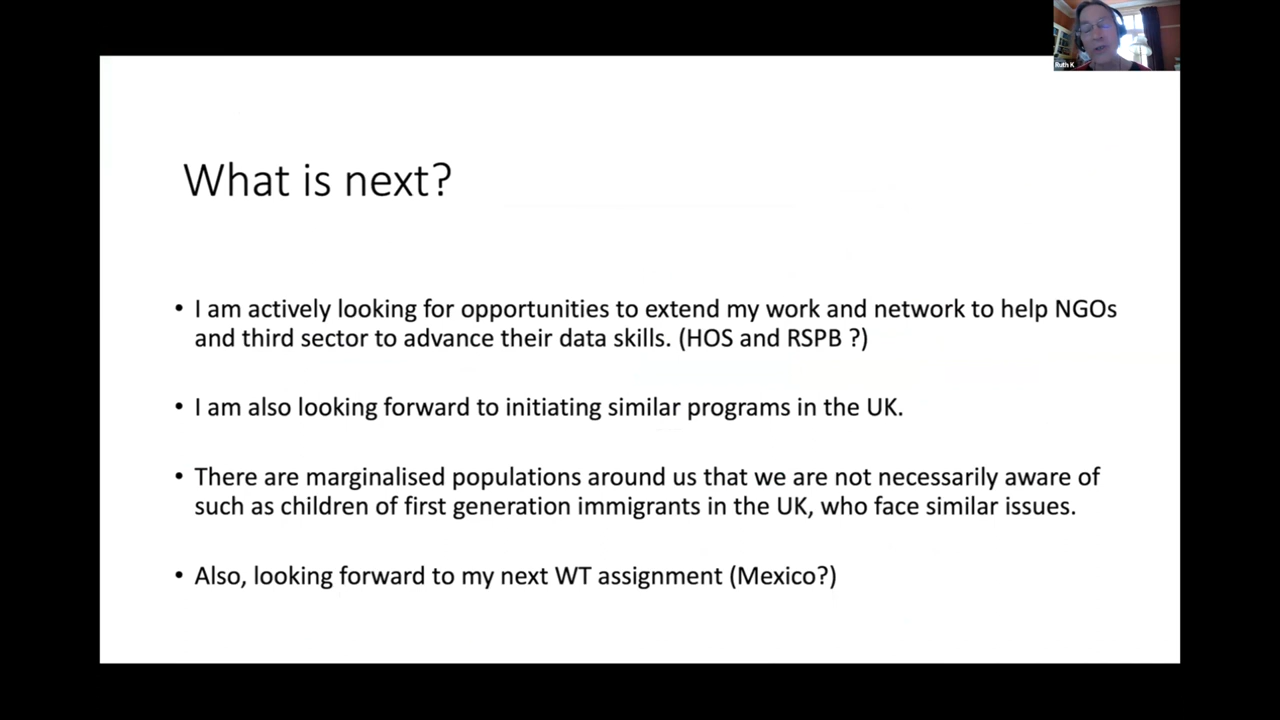 Ruth K
What is next?
• I am actively looking for opportunities to extend my work and network to help NGOs
and third sector to advance their data skills. (HOS and RSPB ?)
• I am also looking forward to initiating similar programs in the UK.
• There are marginalised populations around us that we are not necessarily aware of
such as children of first generation immigrants in the UK, who face similar issues.
• Also, looking forward to my next WT assignment (Mexico?)